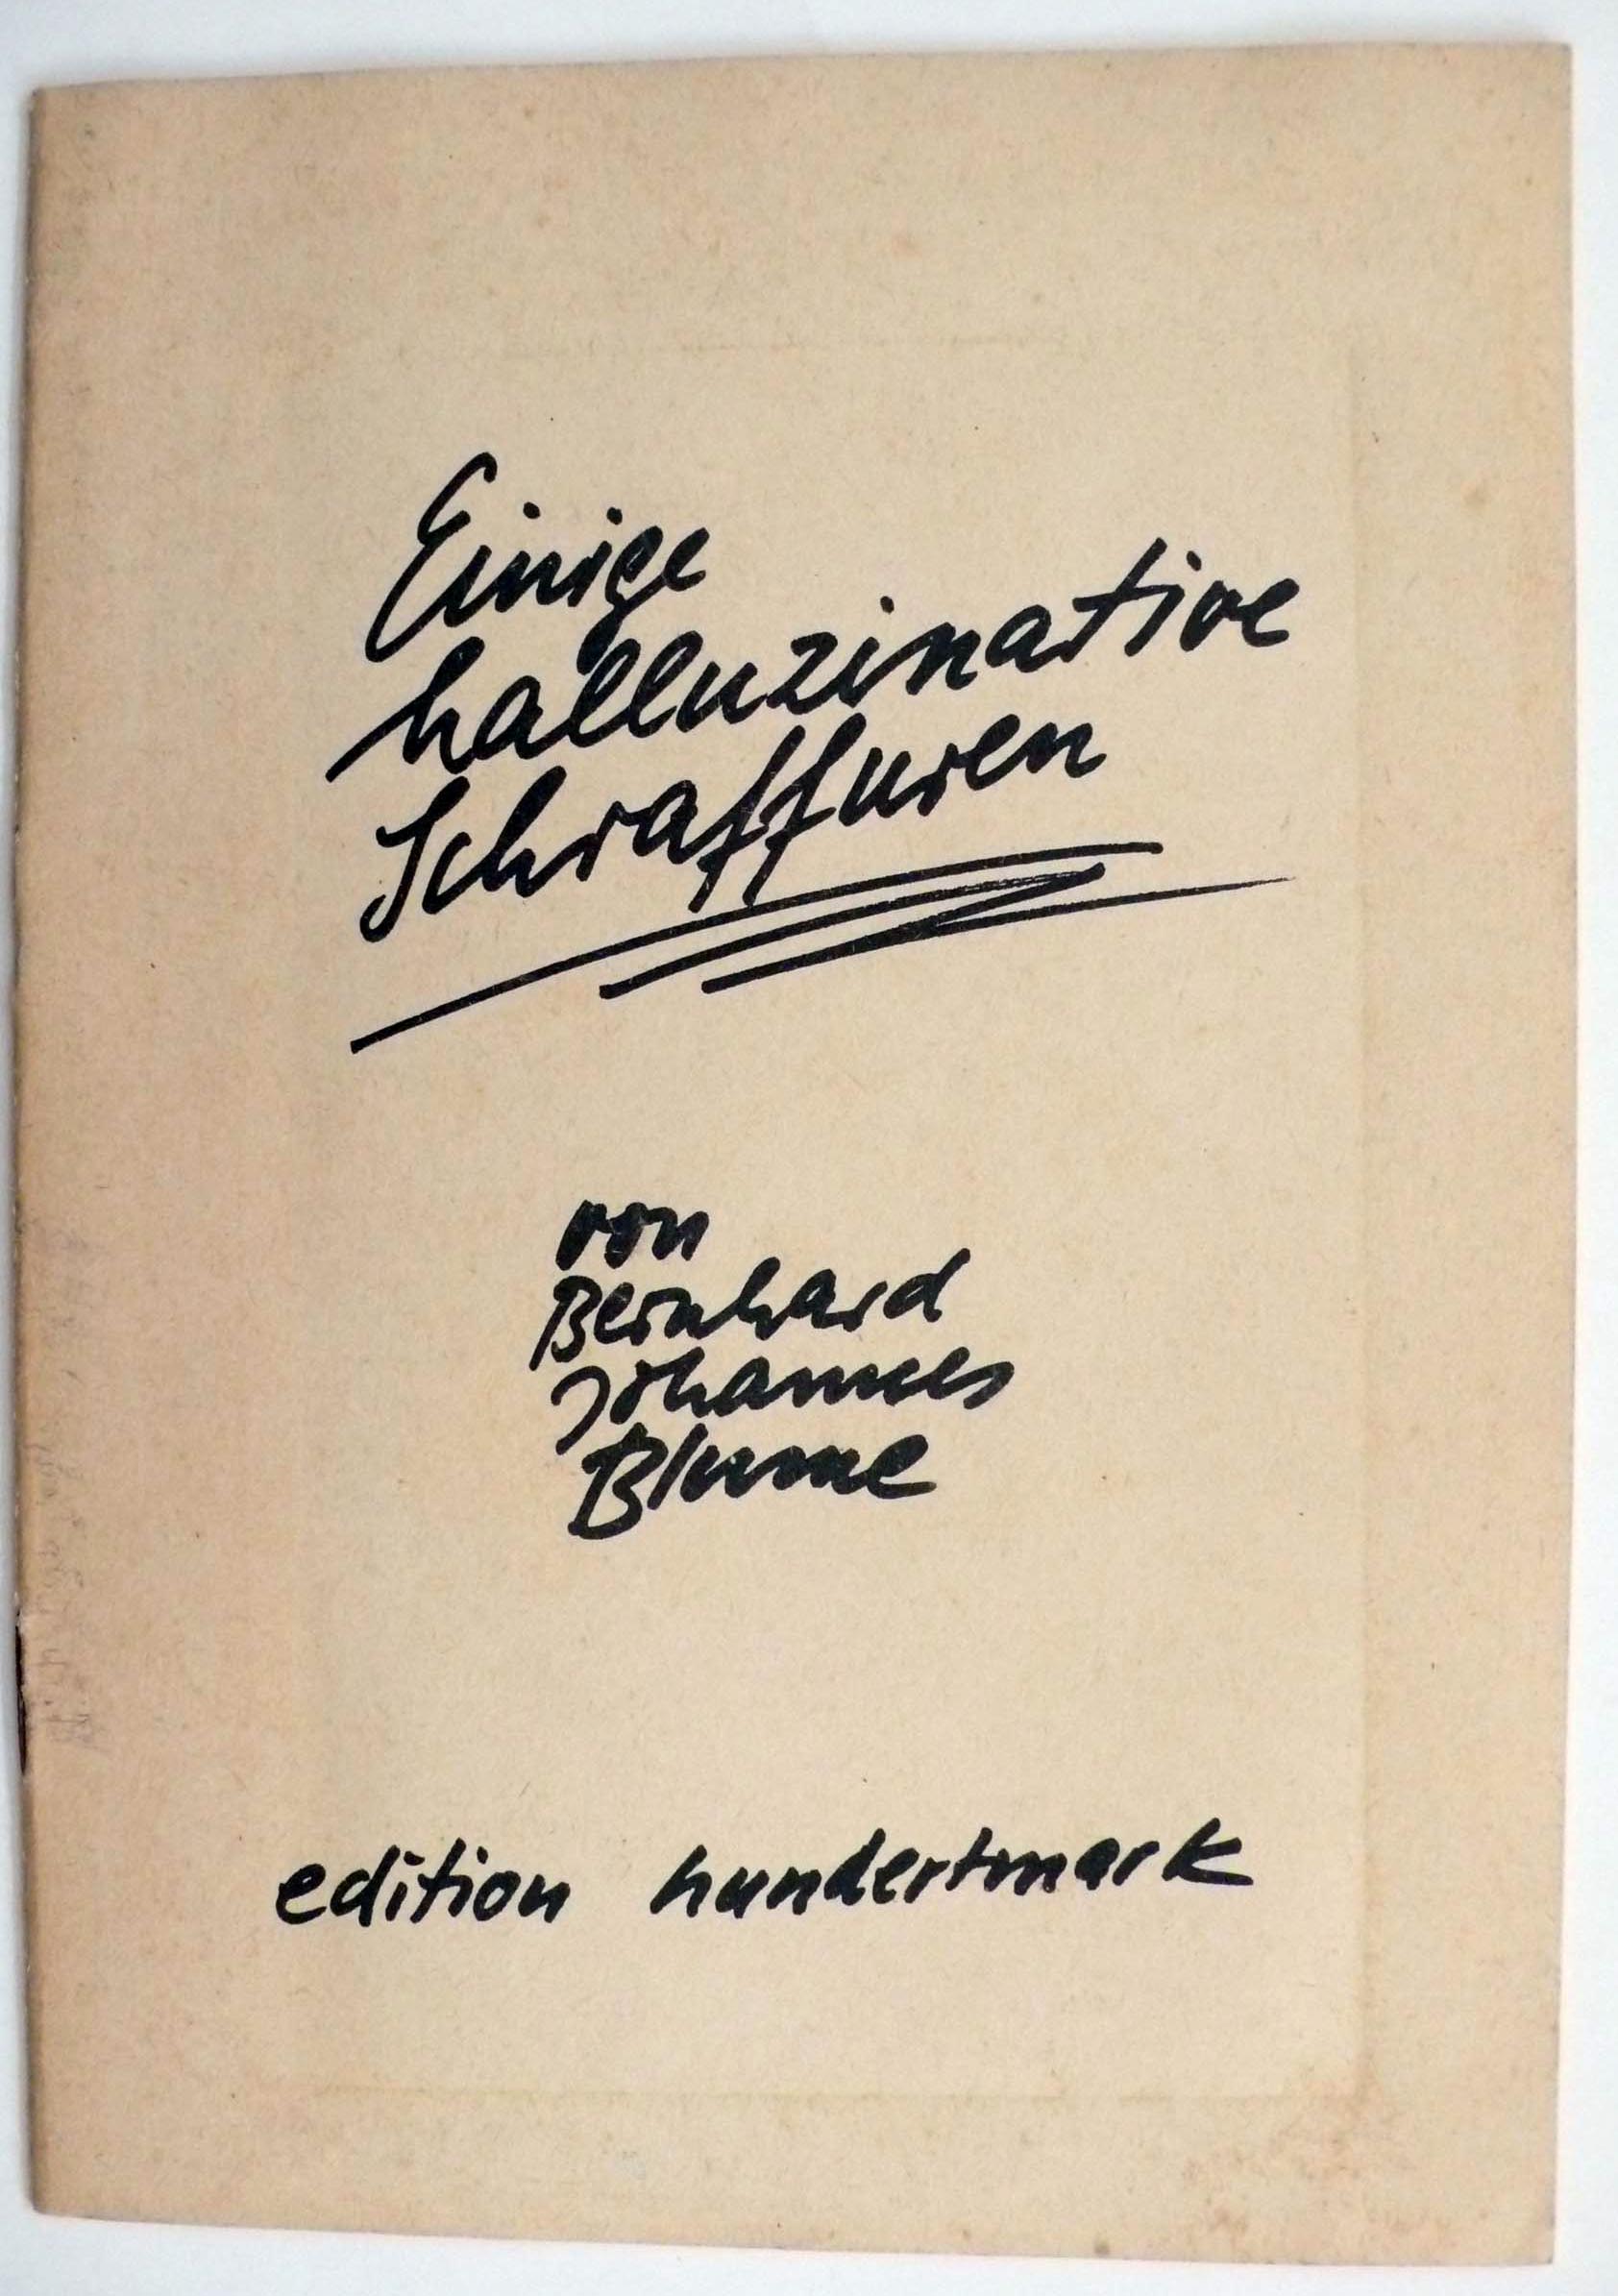 Einige
halluzinative
Schraffuren
von
Bernhard
Johannes
Blume
edition hundertmark